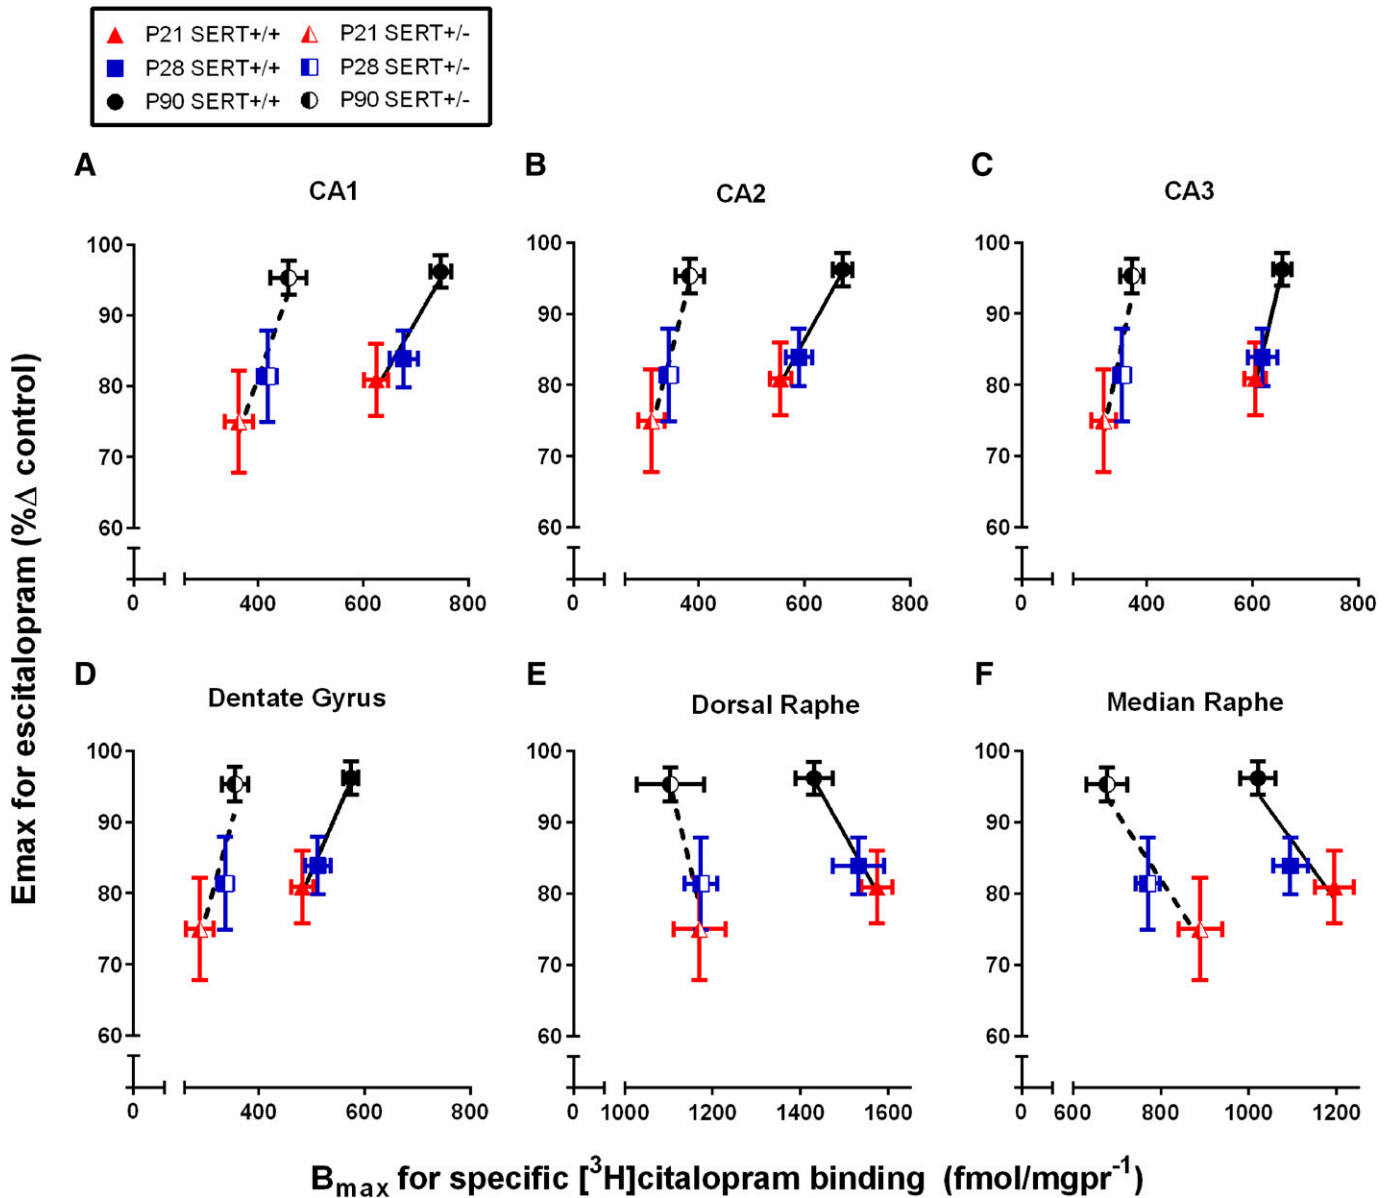 P21 SERT+/+ P21 SERT+/-
P28 SERT+/+ P28 SERT+/-
P90 SERT+/+ P90 SERT+/-
A
CA1
100
90
80
70
60
0 400 600 800
B
CA2
100
90
80
70
60
0 400 600 800
C
CA3
100
90
80
70
60
0 400 600 800
Emax for escitalopram (%Δ control)
D
Dentate Gyrus
100
90
80
70
60
0 400 600 800
E
Dorsal Raphe
100
90
80
70
60
0 1000 1200 1400 1600
F
Median Raphe
100
90
80
70
60
0 600 800 1000 1200
Bmax for specific [³H]citalopram binding (fmol/mgpr⁻¹)